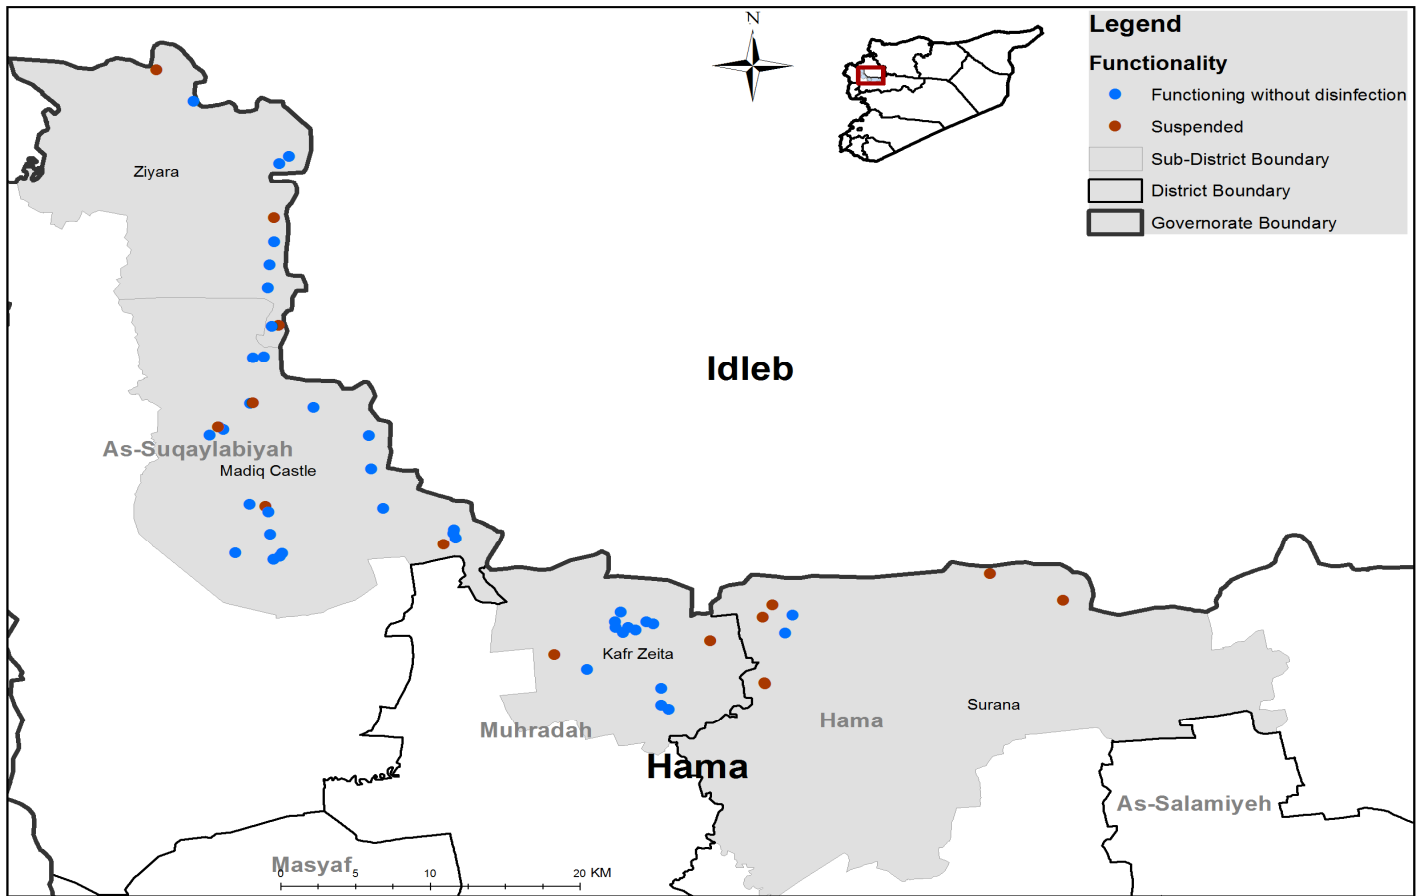 N
Legend
Functionality
Functioning without disinfection
Suspended
Sub-District Boundary
District Boundary
Governorate Boundary
Ziyara
Idleb
As-Suqaylabiyah
Madiq Castle
Kafr Zeita
Surana
Hama
Muhradah
Hama
As-Salamiyeh
Masyaf
0 5 10 20 KM